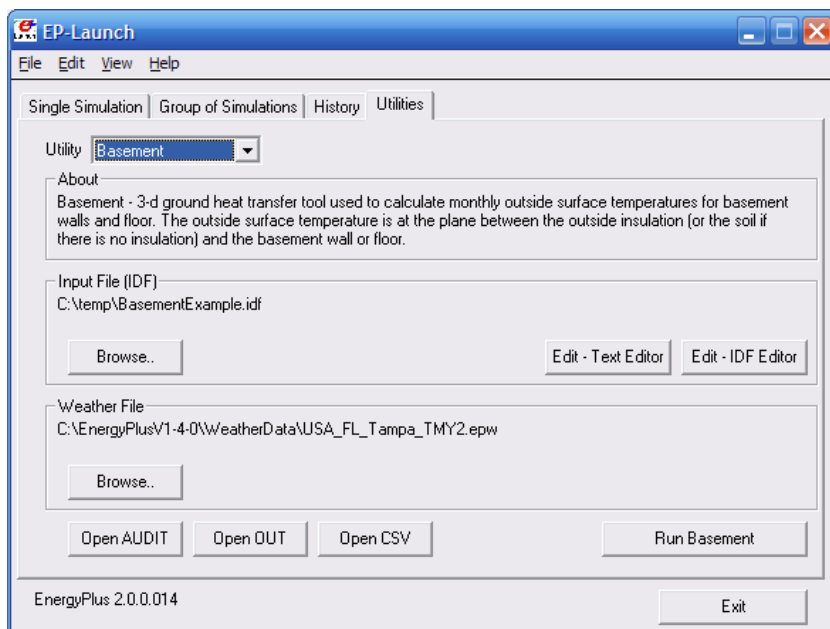 EP-Launch
File Edit View Help
Single Simulation Group of Simulations History Utilities
Utility Basement
About
Basement - 3-d ground heat transfer tool used to calculate monthly outside surface temperatures for basement
walls and floor. The outside surface temperature is at the plane between the outside insulation (or the soil if
there is no insulation) and the basement wall or floor.
Input File (IDF)
C:\temp\BasementExample.idf
Browse.. Edit - Text Editor Edit - IDF Editor
Weather File
C:\EnergyPlusV1-4-0\WeatherData\USA_FL_Tampa_TMY2.epw
Browse..
Open AUDIT Open OUT Open CSV Run Basement
EnergyPlus 2.0.0.014 Exit